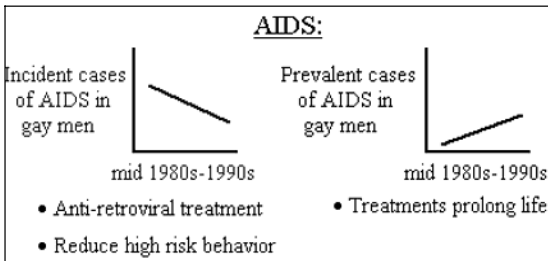 AIDS:
Incident cases
of AIDS in
gay men
mid 1980s-1990s
• Anti-retroviral treatment
• Reduce high risk behavior
Prevalent cases
of AIDS in
gay men
mid 1980s-1990s
• Treatments prolong life